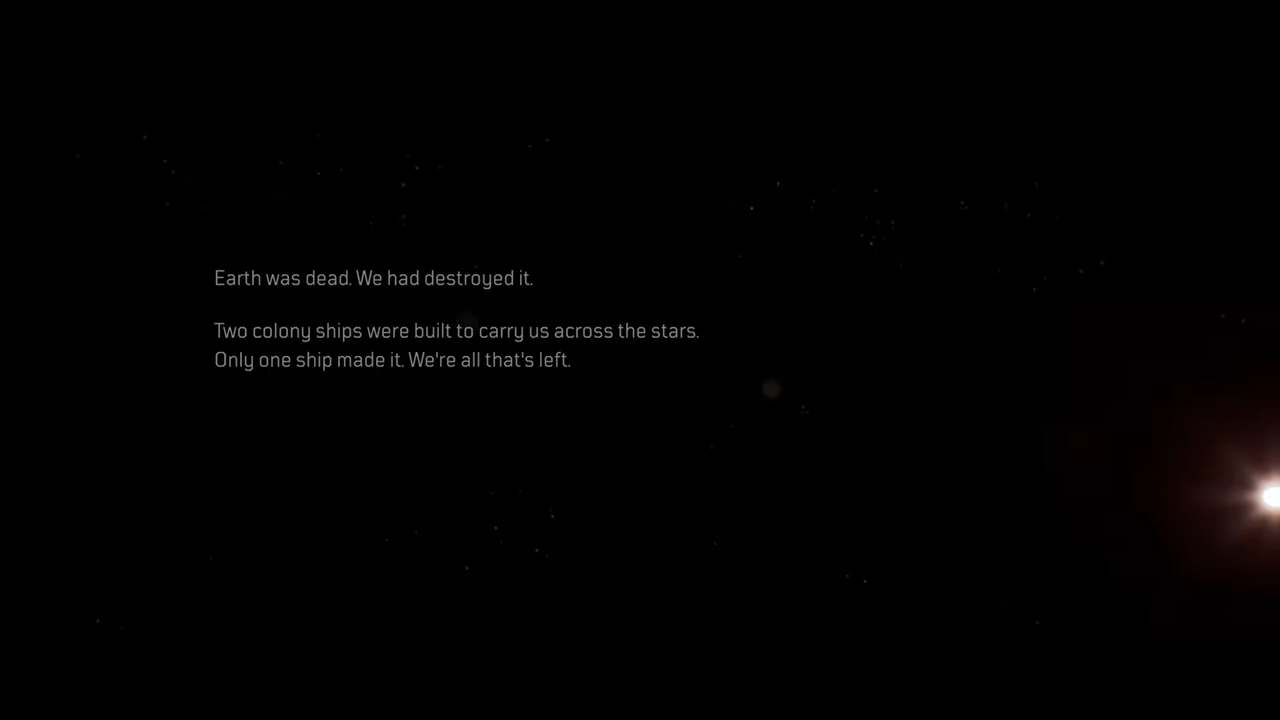 Earth was dead. We had destroyed it.
Two colony ships were built to carry us across the stars.
Only one ship made it. We're all that's left.